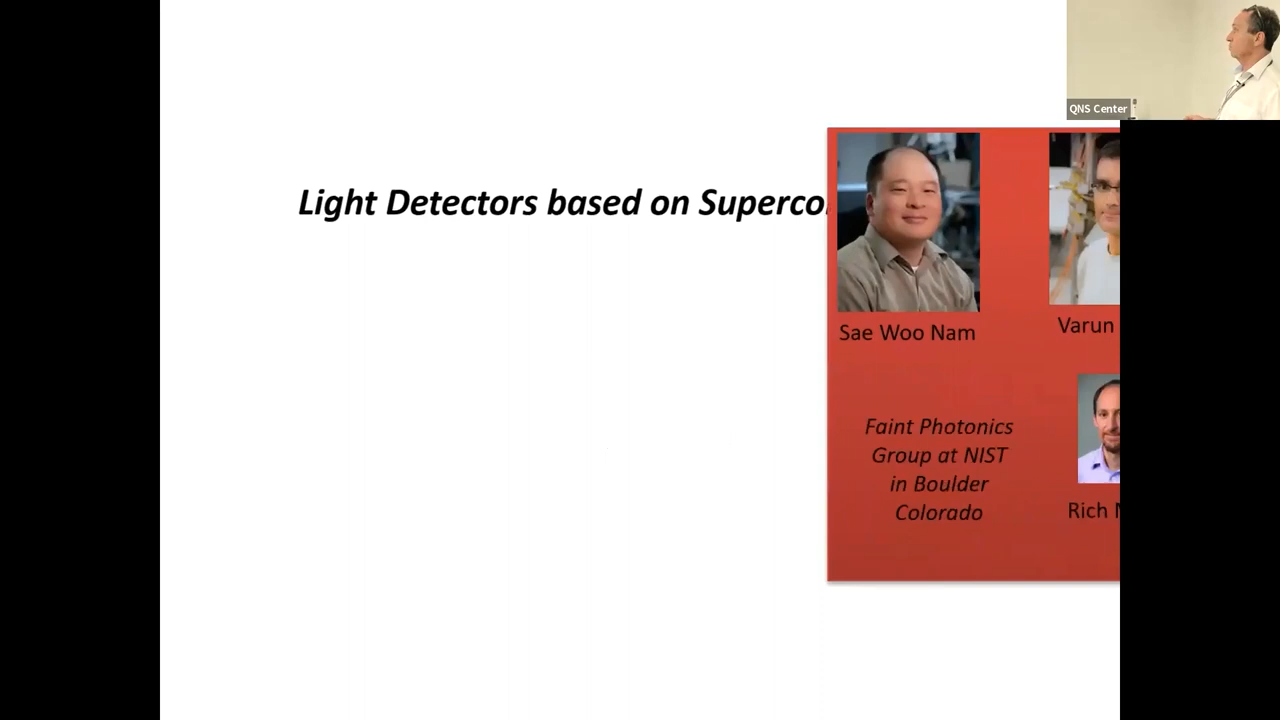 QNS Center
Light Detectors based on
Sae Woo Nam
Varun
Faint Photonics
Group at NIST
in Boulder
Colorado
Rich